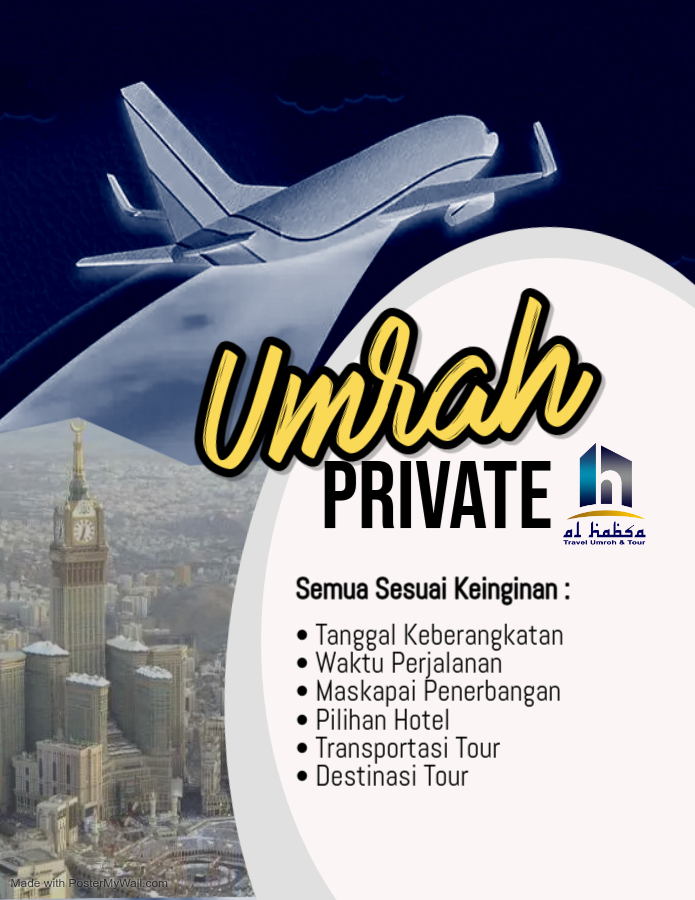 Umrah
PRIVATE
h
al habsa
Travel Umroh & Tour
Semua Sesuai Keinginan :
• Tanggal Keberangkatan
• Waktu Perjalanan
• Maskapai Penerbangan
• Pilihan Hotel
• Transportasi Tour
• Destinasi Tour
Made with PosterMyWall.com